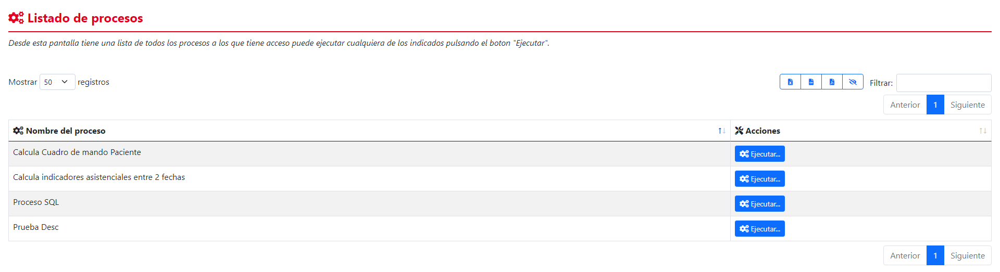 Listado de procesos
Desde esta pantalla tiene una lista de todos los procesos a los que tiene acceso puede ejecutar cualquiera de los indicados pulsando el boton "Ejecutar".
Mostrar 50 registros
Filtrar:
Anterior 1 Siguiente
Nombre del proceso Acciones
Calcula Cuadro de mando Paciente Ejecutar...
Calcula indicadores asistenciales entre 2 fechas Ejecutar...
Proceso SQL Ejecutar...
Prueba Desc Ejecutar...
Anterior 1 Siguiente